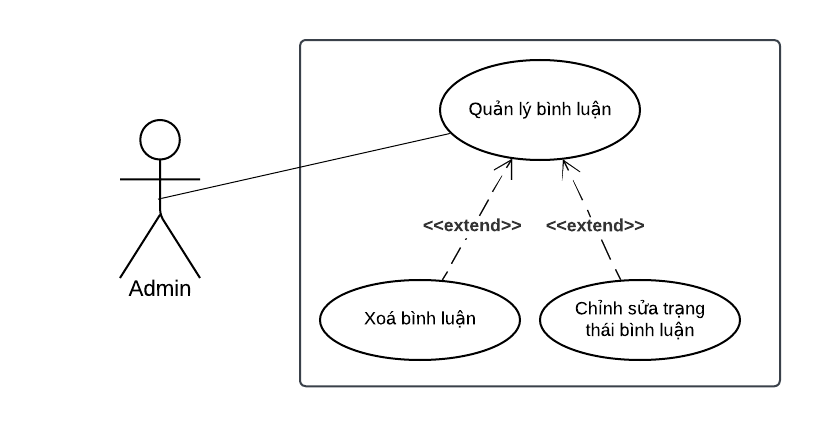 Quản lý bình luận
<<extend>> <<extend>>
Admin
Xoá bình luận
Chỉnh sửa trạng
thái bình luận